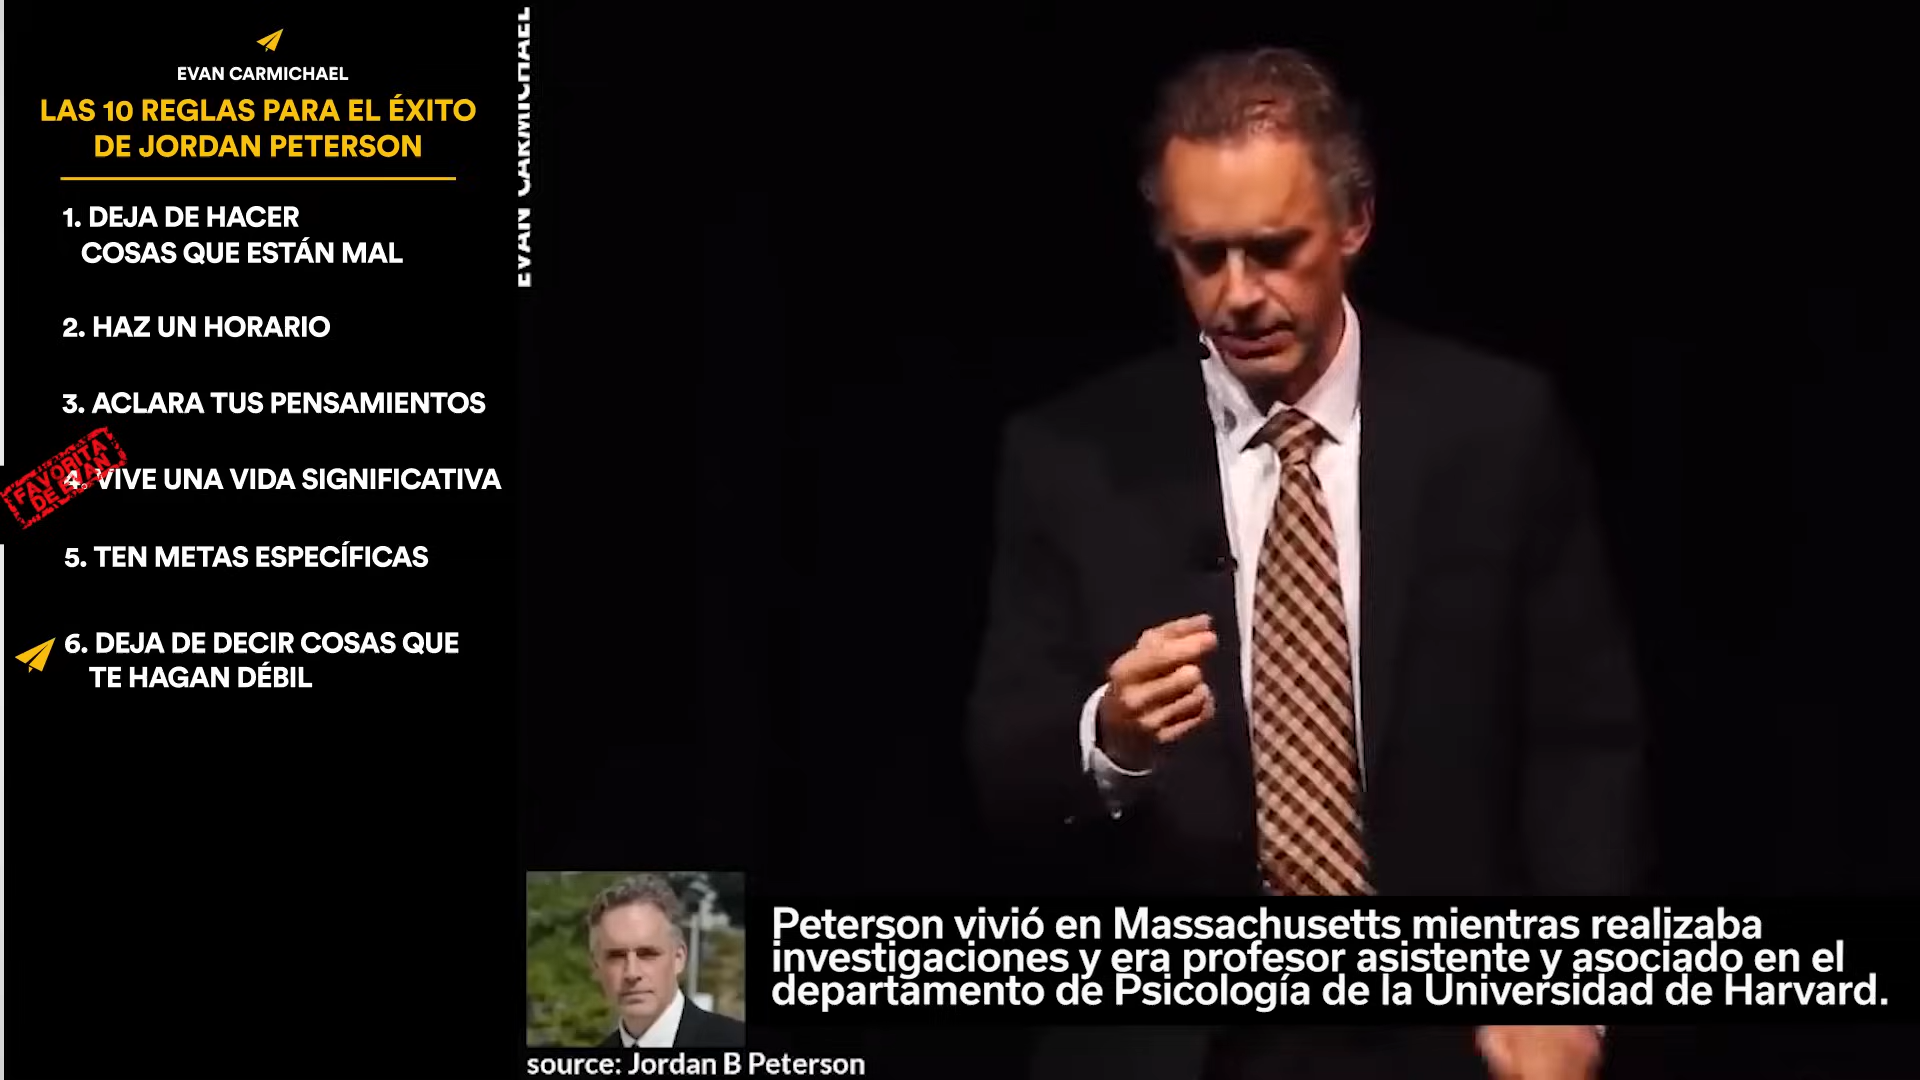 EVAN CARMICHAEL
LAS 10 REGLAS PARA EL ÉXITO
DE JORDAN PETERSON
1. DEJA DE HACER
COSAS QUE ESTÁN MAL
2. HAZ UN HORARIO
3. ACLARA TUS PENSAMIENTOS
FAVORITA
DE EVAN
4. VIVE UNA VIDA SIGNIFICATIVA
5. TEN METAS ESPECÍFICAS
6. DEJA DE DECIR COSAS QUE
TE HAGAN DÉBIL
EVAN CARMICHAEL
Peterson vivió en Massachusetts mientras realizaba
investigaciones y era profesor asistente y asociado en el
departamento de Psicología de la Universidad de Harvard.
source: Jordan B Peterson